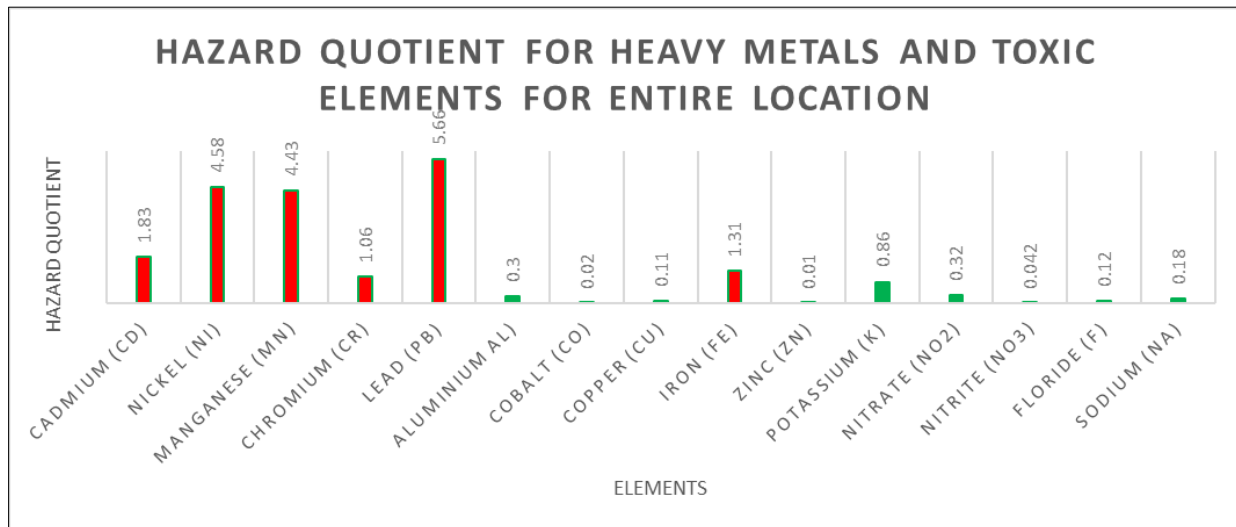 HAZARD QUOTIENT FOR HEAVY METALS AND TOXIC
ELEMENTS FOR ENTIRE LOCATION
HAZARD QUOTIENT
1.83
4.58
4.43
1.06
5.66
0.3
0.02
0.11
1.31
0.01
0.86
0.32
0.042
0.12
0.18
CADMIUM (CD)
NICKEL (NI)
MANGANESE (MN)
CHROMIUM (CR)
LEAD (PB)
ALUMINIUM AL)
COBALT (CO)
COPPER (CU)
IRON (FE)
ZINC (ZN)
POTASSIUM (K)
NITRATE (NO2)
NITRITE (NO3)
FLORIDE (F)
SODIUM (NA)
ELEMENTS